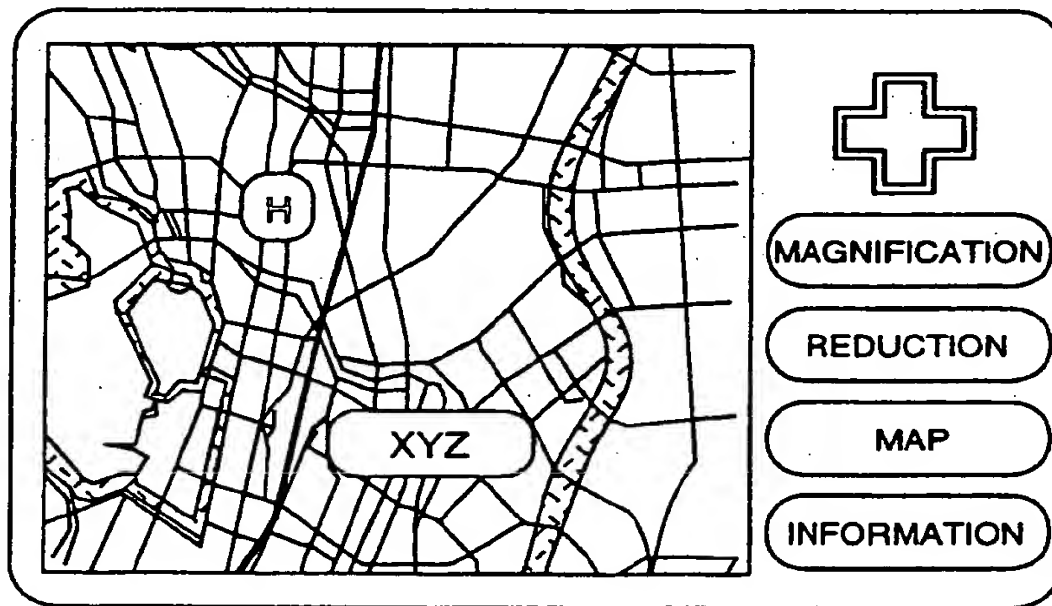 H
XYZ
MAGNIFICATION
REDUCTION
MAP
INFORMATION